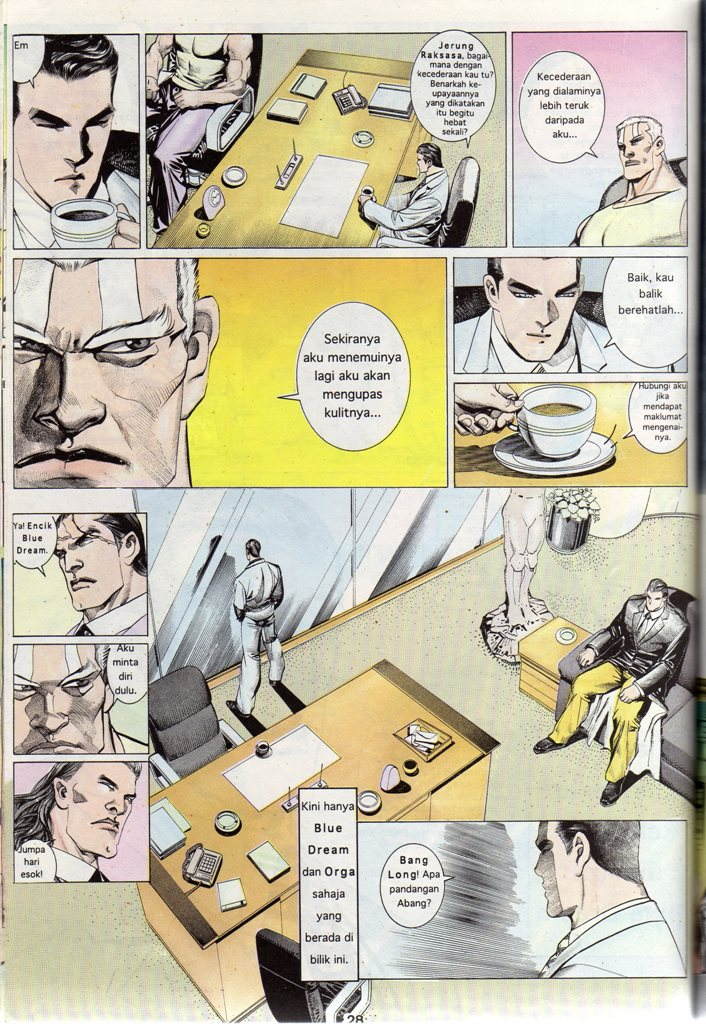 Em
Jerung
Raksasa, bagai-
mana dengan
kecederaan kau tu?
Benarkah ke-
upayaannya
yang dikatakan
itu begitu
hebat
sekali?
Kecederaan
yang dialaminya
lebih teruk
daripada
aku...
Sekiranya
aku menemuinya
lagi aku akan
mengupas
kulitnya...
Baik, kau
balik
berehatlah...
Hubungi aku
jika
mendapat
maklumat
mengenai-
nya.
Ya! Encik
Blue
Dream.
Aku
minta
diri
dulu.
Jumpa
hari
esok!
Kini hanya
Blue
Dream
dan Orga
sahaja
yang
berada di
bilik ini.
Bang
Long! Apa
pandangan
Abang?
28